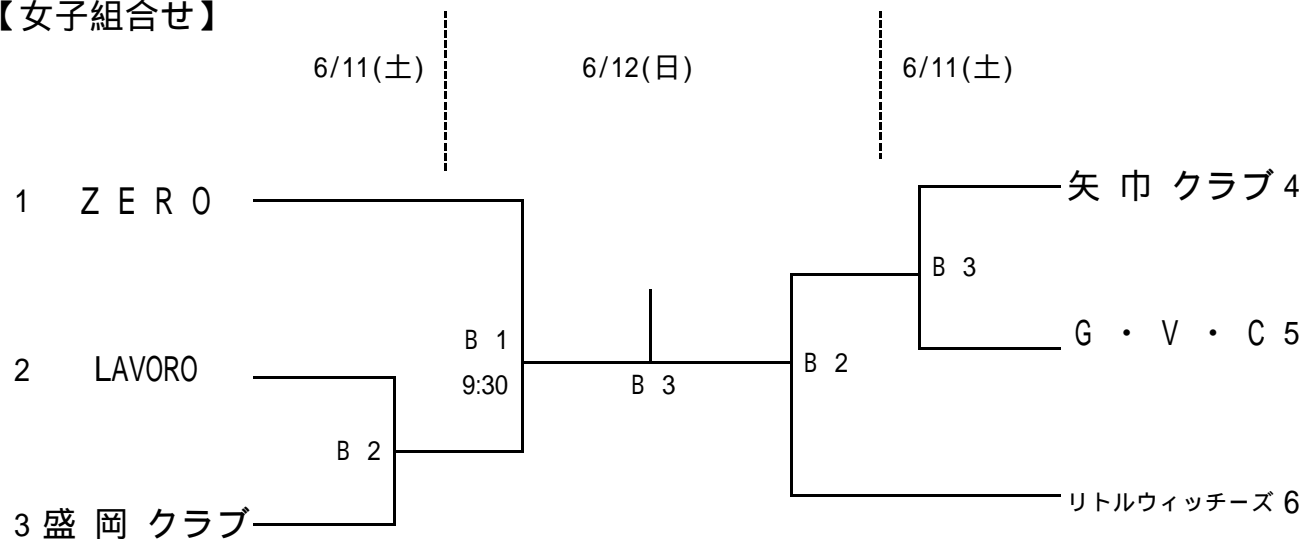 【女子組合せ】
6/11(土)
6/12(日)
6/11(土)
1 ZERO
矢巾クラブ 4
B 3
G・V・C 5
B 1
9:30
2 LAVORO
B 3
B 2
B 2
3 盛岡クラブ
リトルウィッチーズ 6